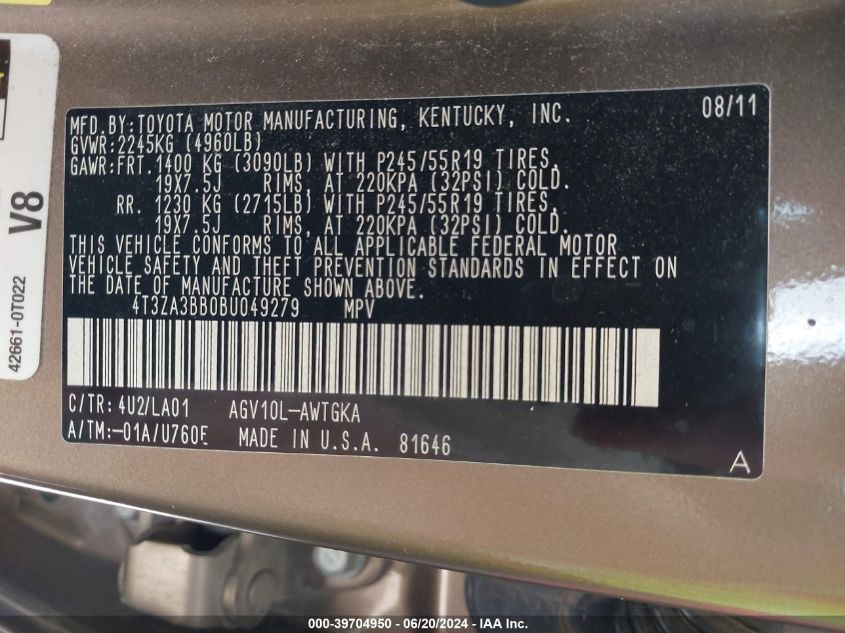 MFD.BY:TOYOTA MOTOR MANUFACTURING, KENTUCKY, INC. 08/11
GVWR:2245KG (4960LB)
GAWR:FRT.1400 KG (3090LB) WITH P245/55R19 TIRES,
19X7.5J RIMS, AT 220KPA (32PSI) COLD.
RR. 1230 KG (2715LB) WITH P245/55R19 TIRES,
19X7.5J RIMS, AT 220KPA (32PSI) COLD.
THIS VEHICLE CONFORMS TO ALL APPLICABLE FEDERAL MOTOR
VEHICLE SAFETY AND THEFT PREVENTION STANDARDS IN EFFECT ON
THE DATE OF MANUFACTURE SHOWN ABOVE.
4T3ZA3BB0BU049279 MPV
C/TR: 4U2/LA01 AGV10L-AWTGKA
A/TM:-01A/U760E MADE IN U.S.A. 81646
A
V8
42661-0T022
000-39704950 - 06/20/2024 - IAA Inc.